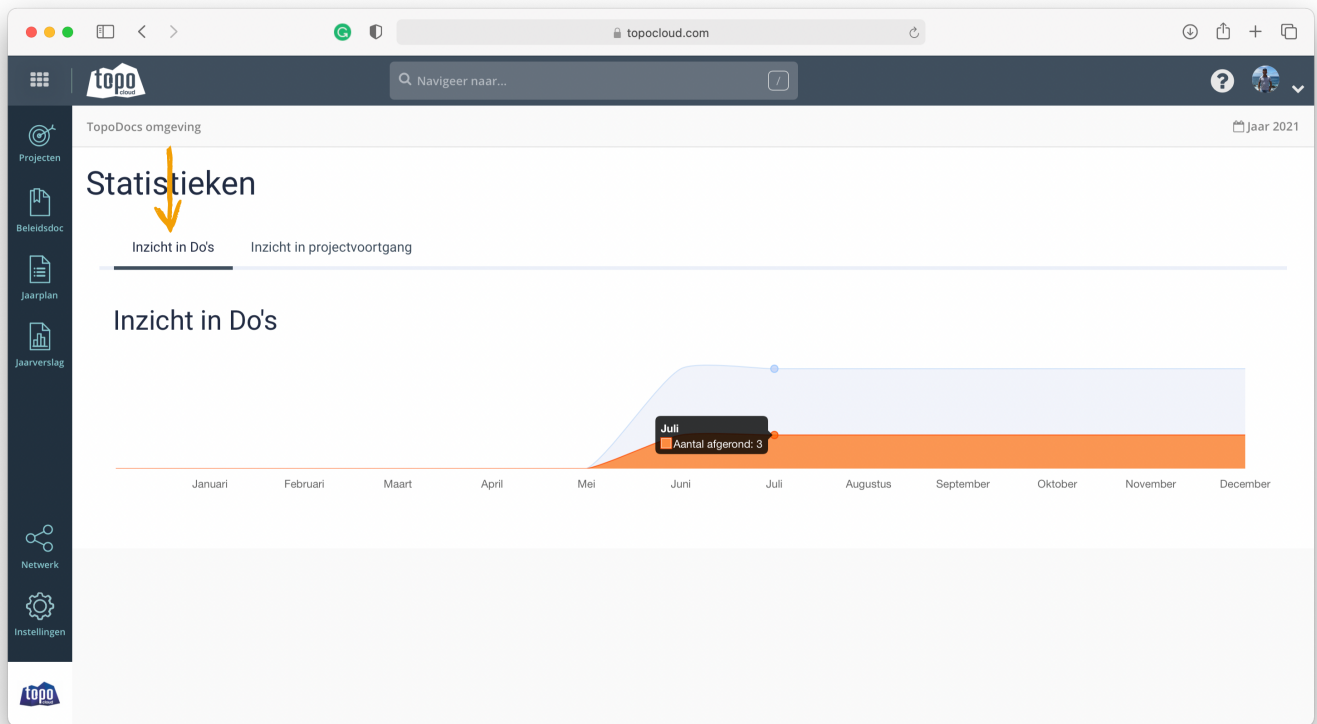 topocloud.com
topo
cloud
Navigeer naar...
/
?
Projecten
Beleidsdoc
Jaarplan
Jaarverslag
Netwerk
Instellingen
topo
cloud
TopoDocs omgeving
Jaar 2021
Statistieken
Inzicht in Do's
Inzicht in projectvoortgang
Inzicht in Do's
Juli
Aantal afgerond: 3
Januari Februari Maart April Mei Juni Juli Augustus September Oktober November December